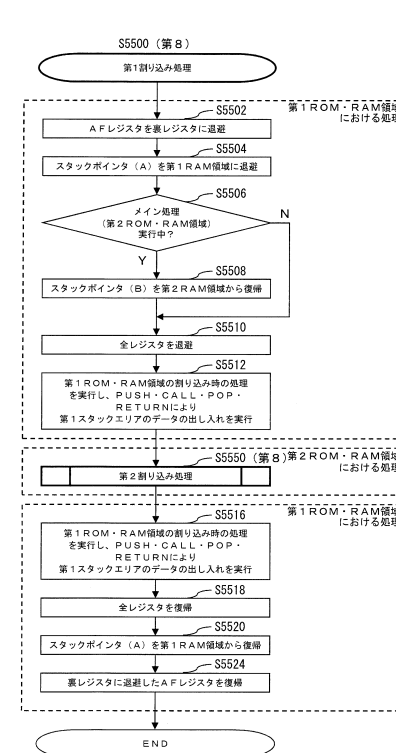 S5500 (第8)
第1割り込み処理
第1ROM・RAM領域
における処理
S5502
AFレジスタを裏レジスタに退避
S5504
スタックポインタ(A)を第1RAM領域に退避
S5506
メイン処理
(第2ROM・RAM領域)
実行中?
N
Y
S5508
スタックポインタ(B)を第2RAM領域から復帰
S5510
全レジスタを退避
S5512
第1ROM・RAM領域の割り込み時の処理
を実行し、PUSH・CALL・POP・
RETURNにより
第1スタックエリアのデータの出し入れを実行
S5550 (第8)
第2ROM・RAM領域
における処理
第2割り込み処理
第1ROM・RAM領域
における処理
S5516
第1ROM・RAM領域の割り込み時の処理
を実行し、PUSH・CALL・POP・
RETURNにより
第1スタックエリアのデータの出し入れを実行
S5518
全レジスタを復帰
S5520
スタックポインタ(A)を第1RAM領域から復帰
S5524
裏レジスタに退避したAFレジスタを復帰
END